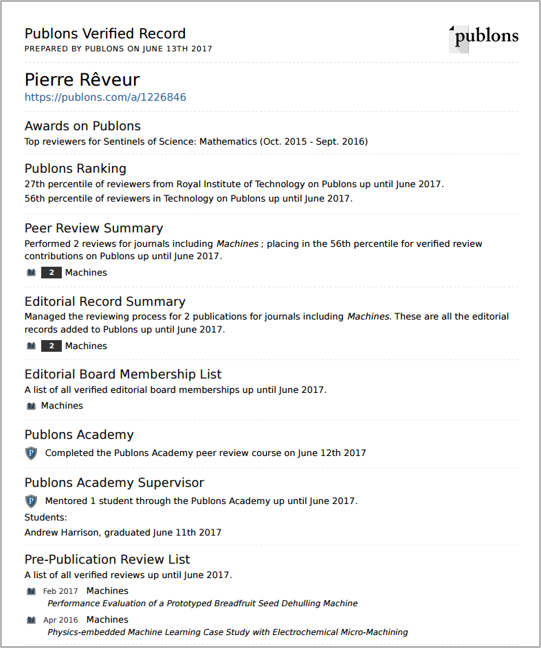 Publons Verified Record
PREPARED BY PUBLONS ON JUNE 13TH 2017
publons
Pierre Rêveur
https://publons.com/a/1226846
Awards on Publons
Top reviewers for Sentinels of Science: Mathematics (Oct. 2015 - Sept. 2016)
Publons Ranking
27th percentile of reviewers from Royal Institute of Technology on Publons up until June 2017.
56th percentile of reviewers in Technology on Publons up until June 2017.
Peer Review Summary
Performed 2 reviews for journals including Machines ; placing in the 56th percentile for verified review
contributions on Publons up until June 2017.
2 Machines
Editorial Record Summary
Managed the reviewing process for 2 publications for journals including Machines. These are all the editorial
records added to Publons up until June 2017.
2 Machines
Editorial Board Membership List
A list of all verified editorial board memberships up until June 2017.
Machines
Publons Academy
P Completed the Publons Academy peer review course on June 12th 2017
Publons Academy Supervisor
P Mentored 1 student through the Publons Academy up until June 2017.
Students:
Andrew Harrison, graduated June 11th 2017
Pre-Publication Review List
A list of all verified reviews up until June 2017.
Feb 2017 Machines
Performance Evaluation of a Prototyped Breadfruit Seed Dehulling Machine
Apr 2016 Machines
Physics-embedded Machine Learning Case Study with Electrochemical Micro-Machining